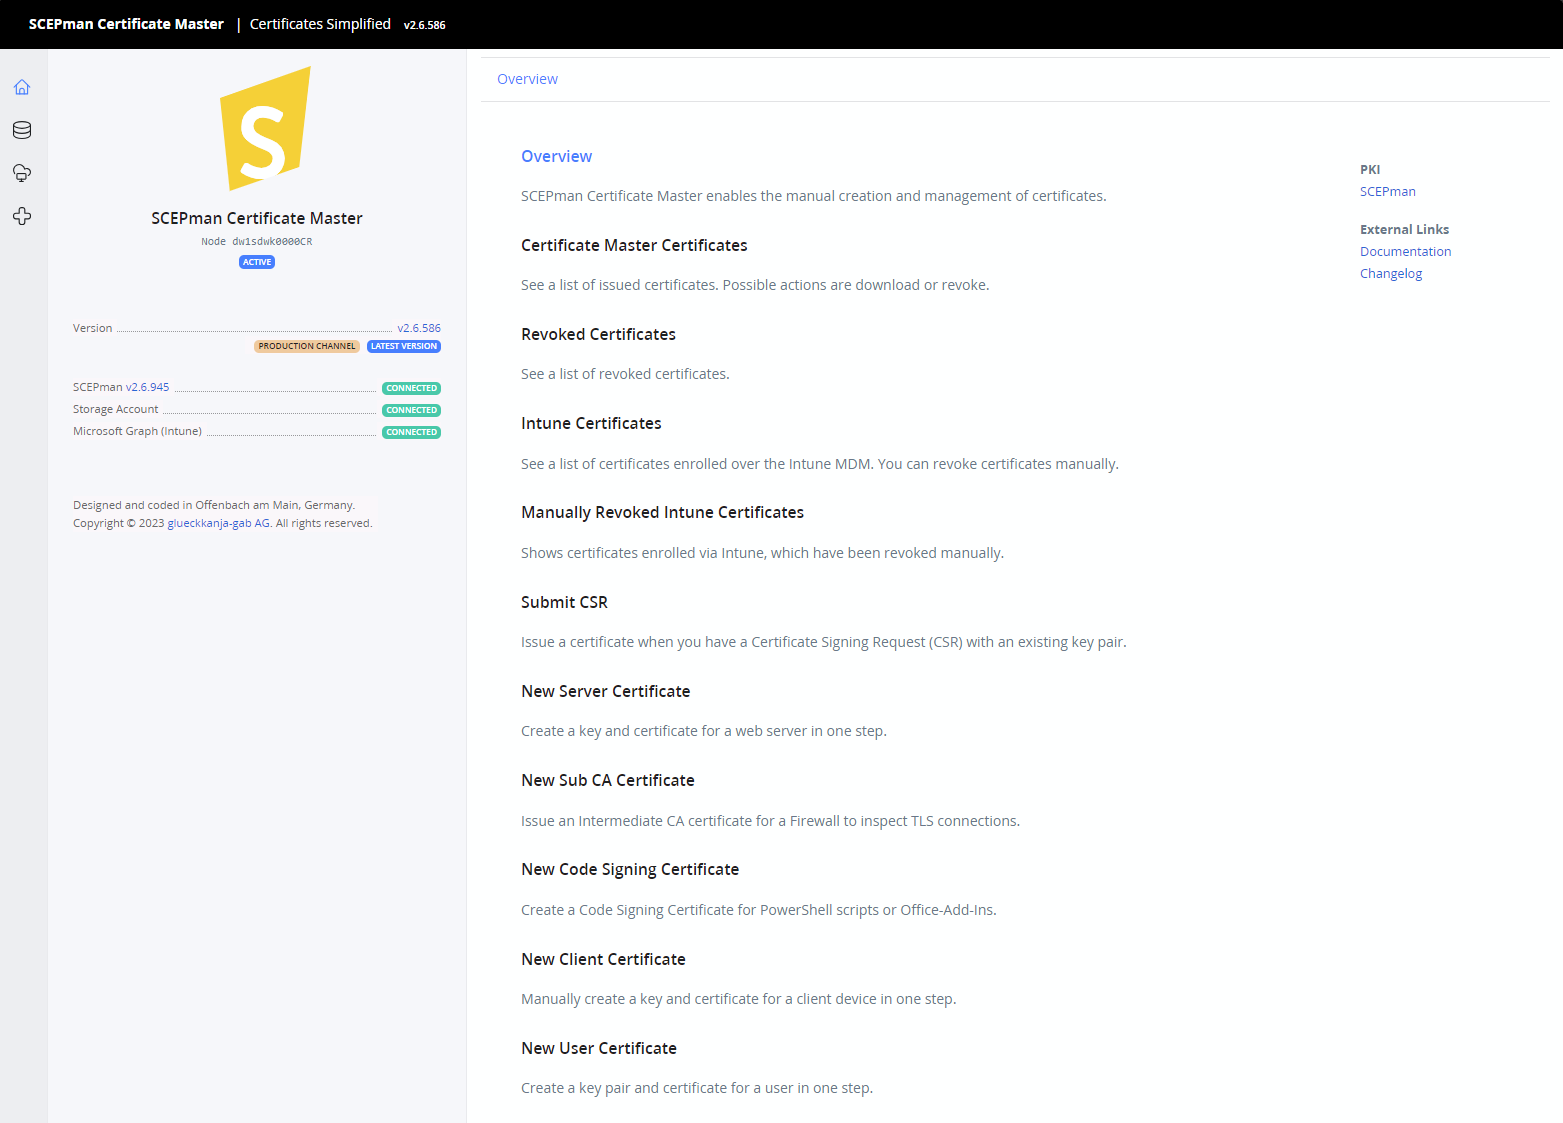 SCEPman Certificate Master | Certificates Simplified v2.6.586
S
SCEPman Certificate Master
Node dw1sdwk0000CR
ACTIVE
Version v2.6.586
PRODUCTION CHANNEL LATEST VERSION
SCEPman v2.6.945 CONNECTED
Storage Account CONNECTED
Microsoft Graph (Intune) CONNECTED
Designed and coded in Offenbach am Main, Germany.
Copyright © 2023 glueckkanja-gab AG. All rights reserved.
Overview
Overview
SCEPman Certificate Master enables the manual creation and management of certificates.
Certificate Master Certificates
See a list of issued certificates. Possible actions are download or revoke.
Revoked Certificates
See a list of revoked certificates.
Intune Certificates
See a list of certificates enrolled over the Intune MDM. You can revoke certificates manually.
Manually Revoked Intune Certificates
Shows certificates enrolled via Intune, which have been revoked manually.
Submit CSR
Issue a certificate when you have a Certificate Signing Request (CSR) with an existing key pair.
New Server Certificate
Create a key and certificate for a web server in one step.
New Sub CA Certificate
Issue an Intermediate CA certificate for a Firewall to inspect TLS connections.
New Code Signing Certificate
Create a Code Signing Certificate for PowerShell scripts or Office-Add-Ins.
New Client Certificate
Manually create a key and certificate for a client device in one step.
New User Certificate
Create a key pair and certificate for a user in one step.
PKI
SCEPman
External Links
Documentation
Changelog